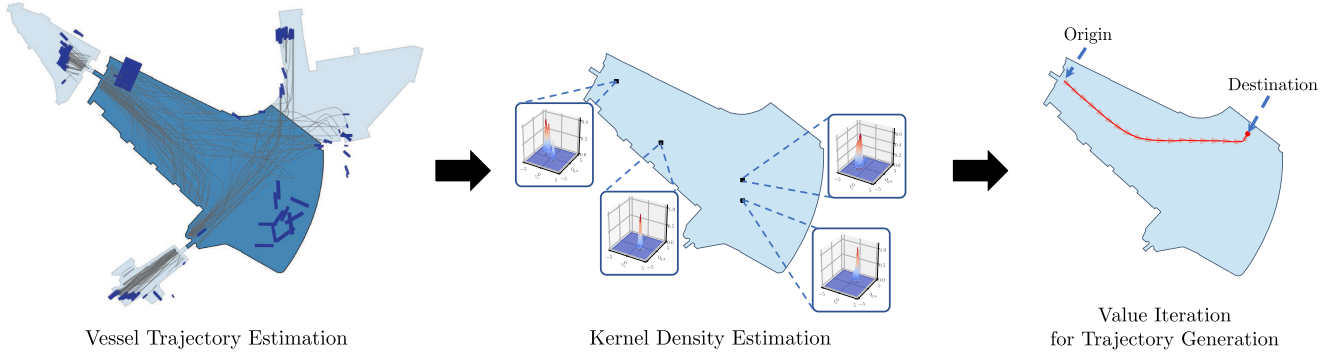 Origin
Destination
Vessel Trajectory Estimation
Kernel Density Estimation
Value Iteration
for Trajectory Generation